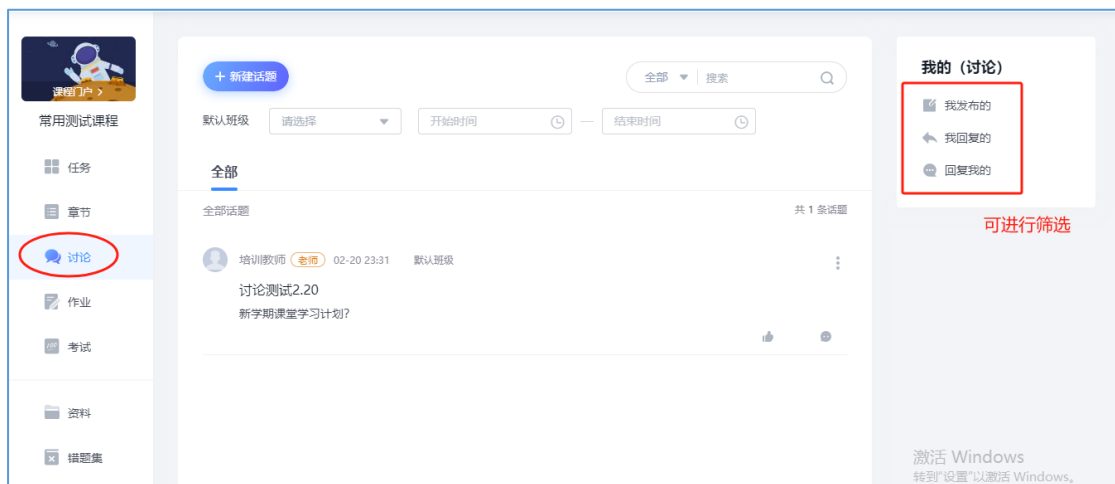 课程门户 >
常用测试课程
任务
章节
讨论
作业
考试
资料
错题集
+ 新建话题
全部 搜索
默认班级 请选择 开始时间 — 结束时间
全部
全部话题 共 1 条话题
培训教师 老师 02-20 23:31 默认班级
讨论测试2.20
新学期课堂学习计划？
我的（讨论）
我发布的
我回复的
回复我的
可进行筛选
激活 Windows
转到"设置"以激活 Windows。